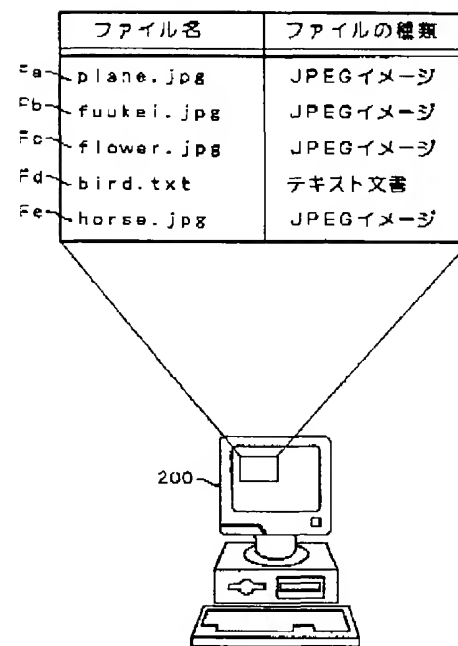 ファイル名 ファイルの種類
Fa plane.jpg JPEGイメージ
Fb fuukei.jpg JPEGイメージ
Fc flower.jpg JPEGイメージ
Fd bird.txt テキスト文書
Fe horse.jpg JPEGイメージ
200